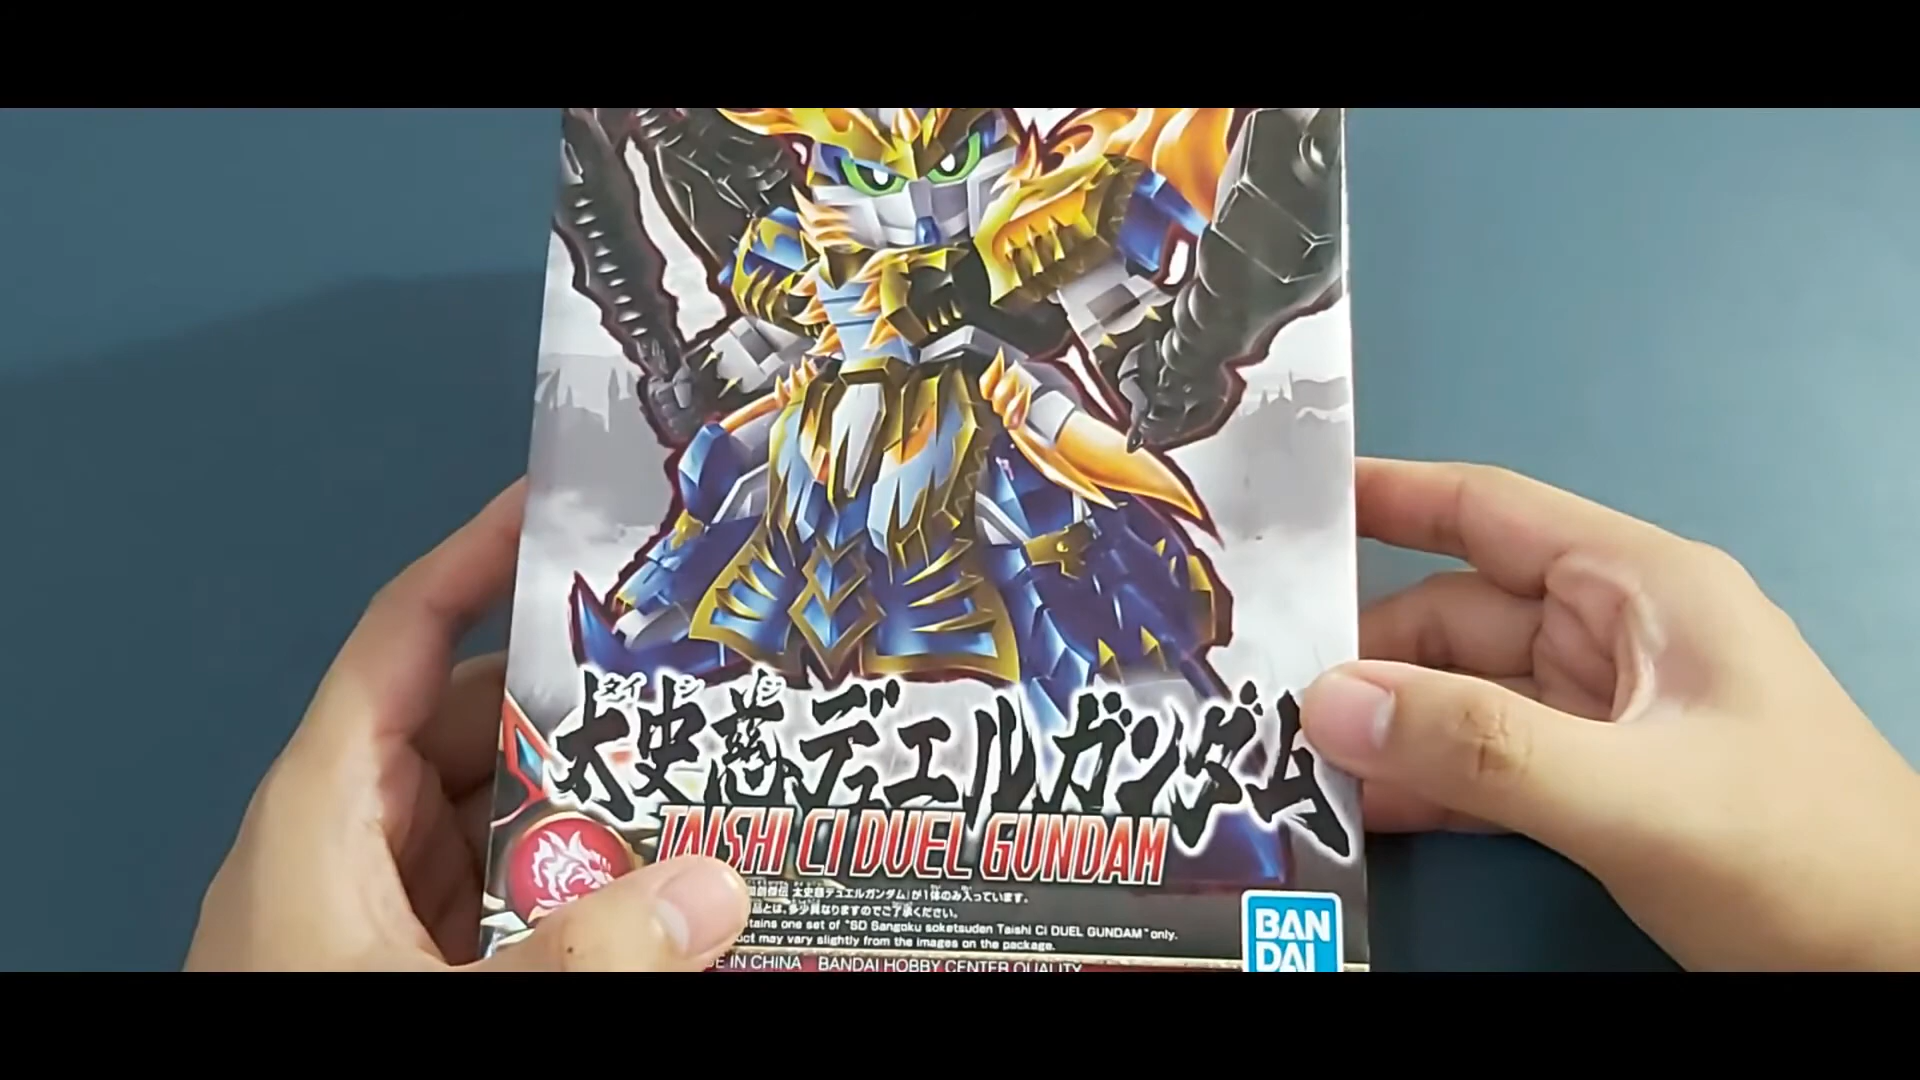 タイ シ ジ
太史慈デュエルガンダム
TAISHI CI DUEL GUNDAM
太史慈デュエルガンダム」が1体のみ入っています。
品とは、多少異なりますのでご了承ください。
one set of "SD Sangoku soketsuden Taishi Ci DUEL GUNDAM" only.
may vary slightly from the images on the package.
IN CHINA BANDAI HOBBY CENTER QUALITY
BAN
DAI